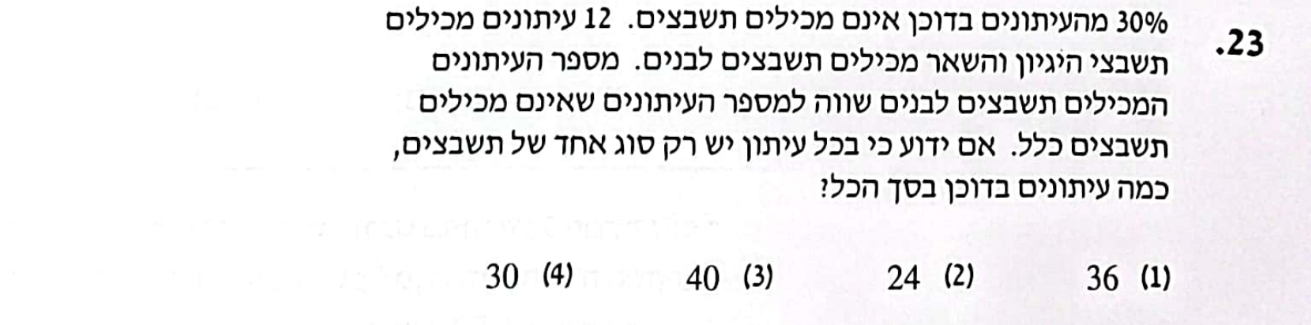 23. 30% מהעיתונים בדוכן אינם מכילים תשבצים. 12 עיתונים מכילים
תשבצי היגיון והשאר מכילים תשבצים לבנים. מספר העיתונים
המכילים תשבצים לבנים שווה למספר העיתונים שאינם מכילים
תשבצים כלל. אם ידוע כי בכל עיתון יש רק סוג אחד של תשבצים,
כמה עיתונים בדוכן בסך הכל?
(1) 36 (2) 24 (3) 40 (4) 30